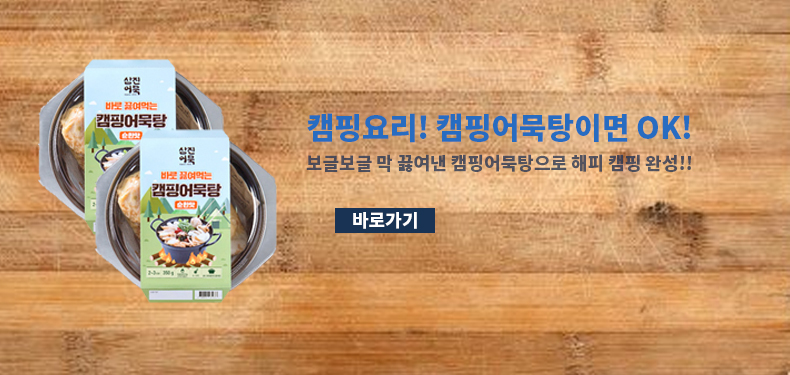 삼진
어묵
바로 끓여먹는
캠핑어묵탕
순한맛
삼진
어묵
바로 끓여먹는
캠핑어묵탕
순한맛
캠핑요리! 캠핑어묵탕이면 OK!
보글보글 막 끓여낸 캠핑어묵탕으로 해피 캠핑 완성!!
바로가기